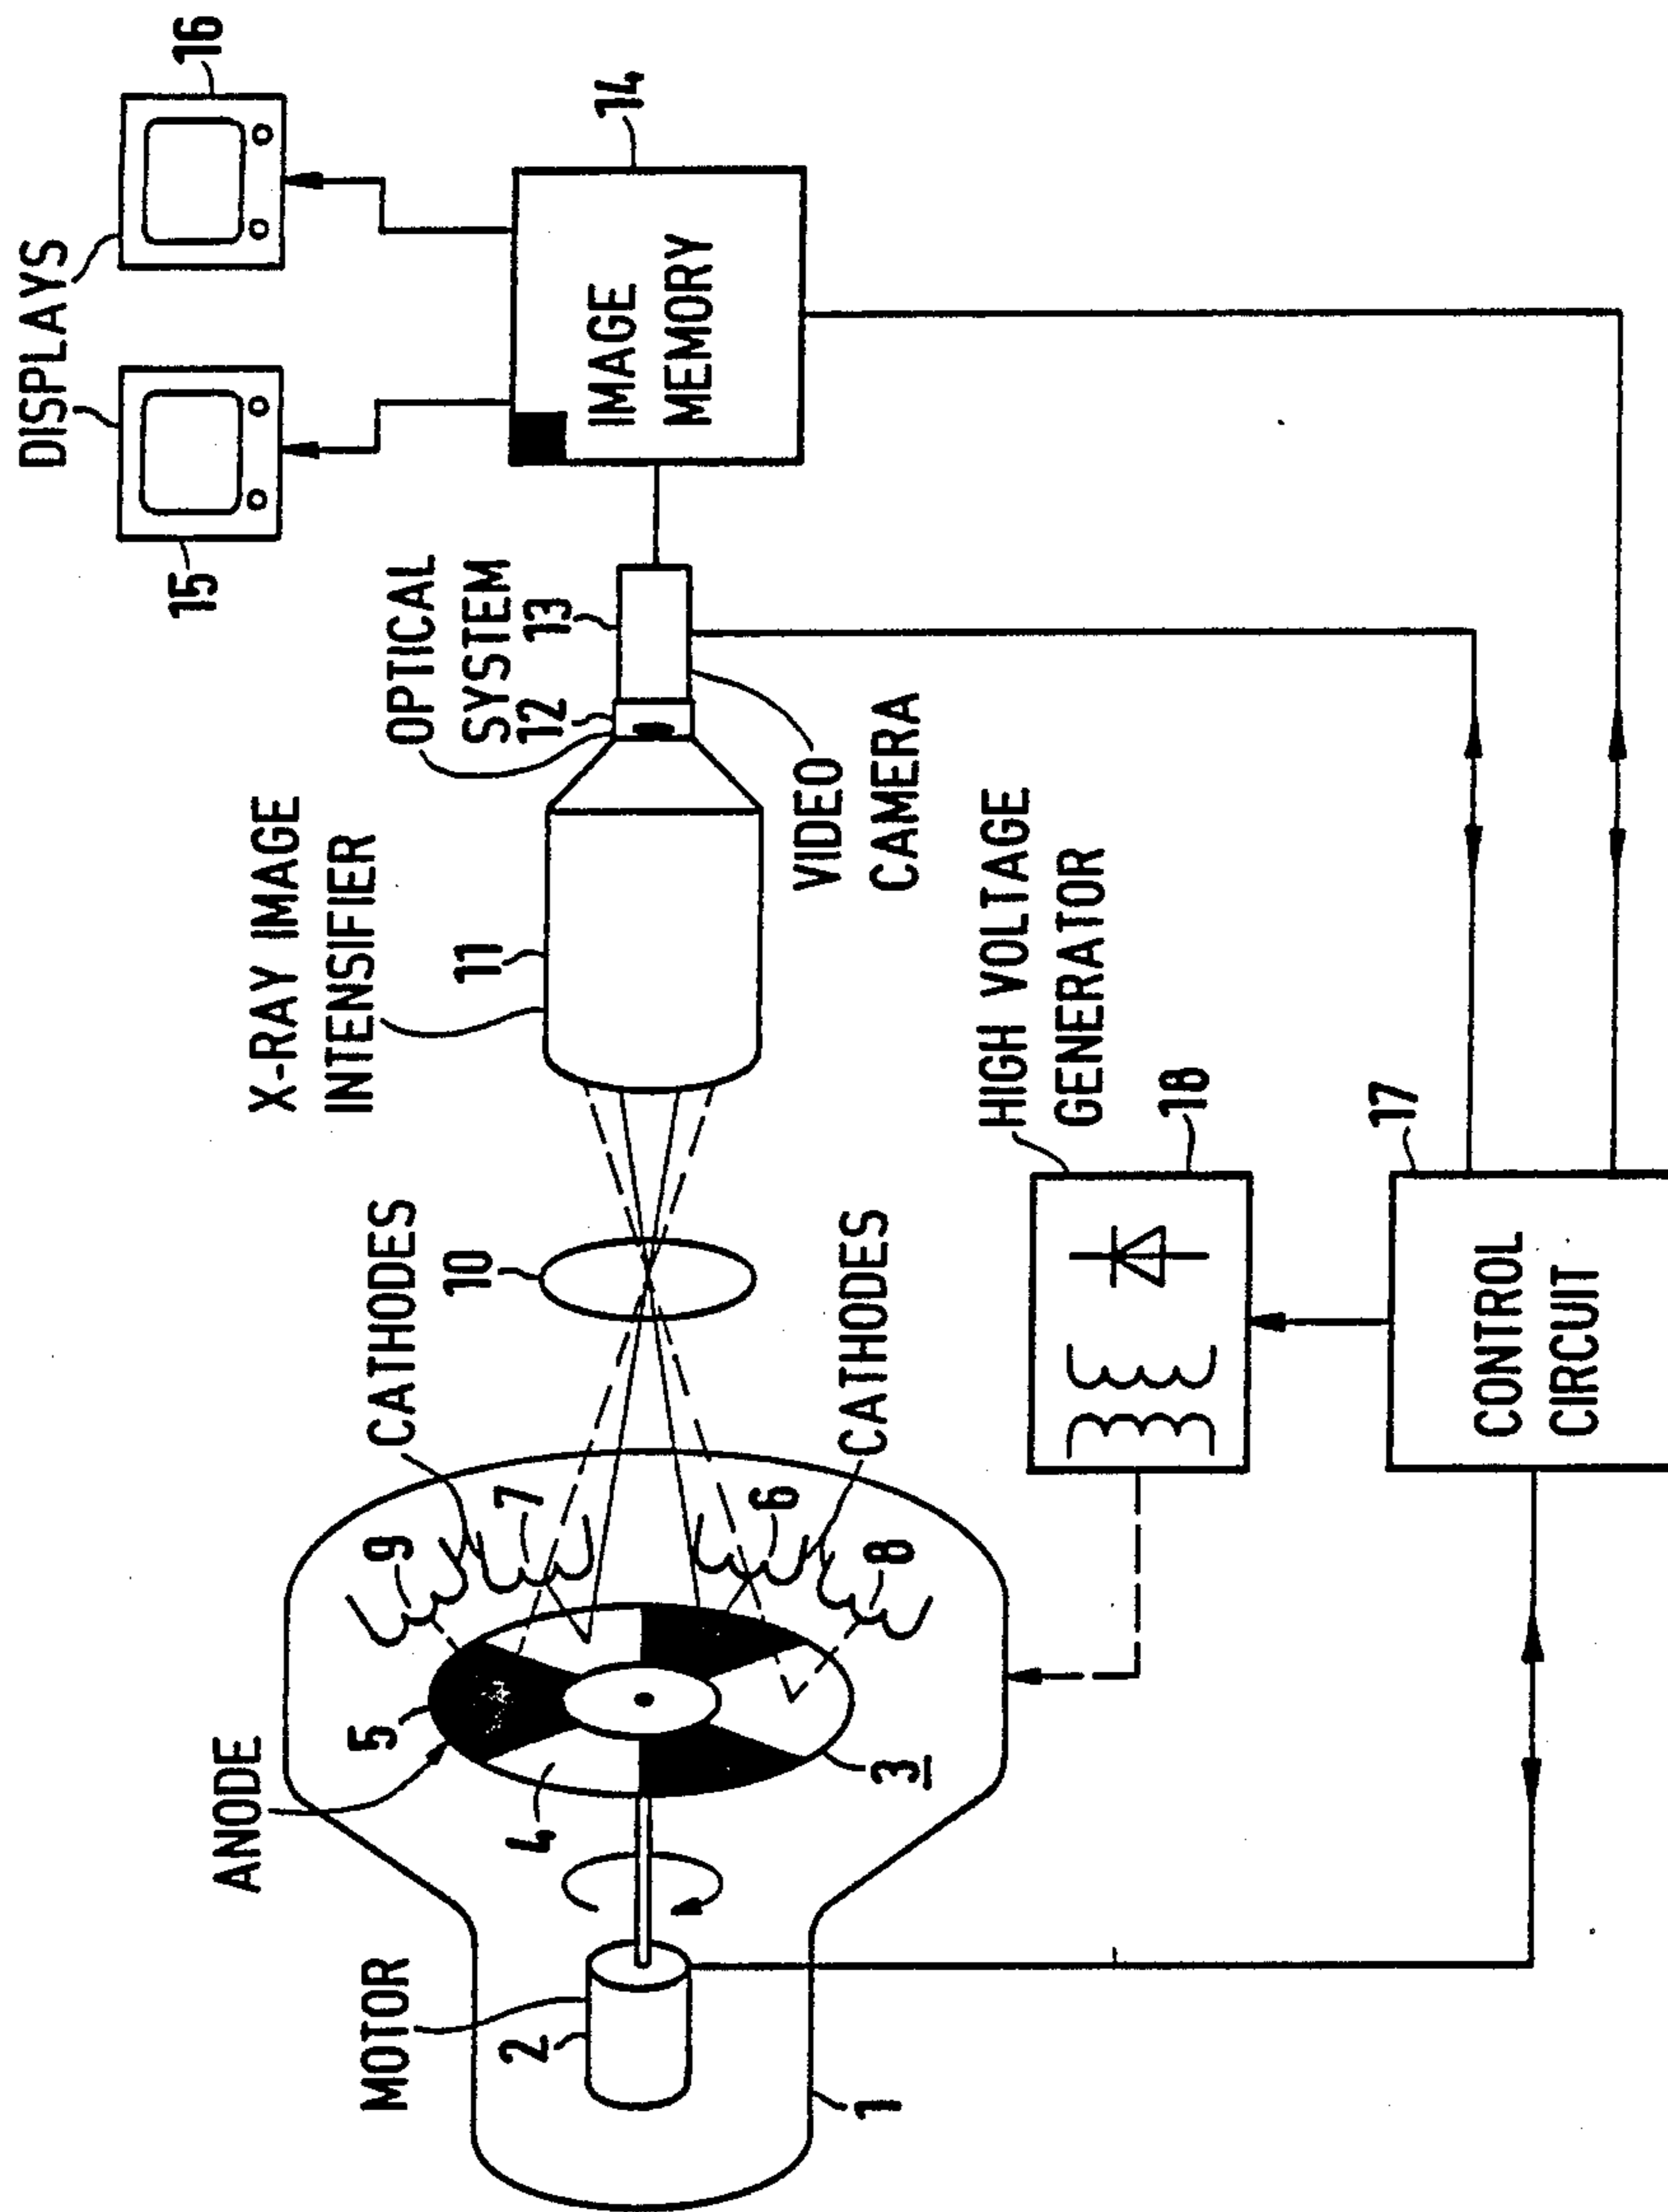 DISPLAYS
15
16
OPTICAL
SYSTEM
12
13
14
IMAGE
MEMORY
X-RAY IMAGE
INTENSIFIER
11
VIDEO
CAMERA
CATHODES
10
CATHODES
9
7
6
8
ANODE
5
4
3
MOTOR
2
1
HIGH VOLTAGE
GENERATOR
18
17
CONTROL
CIRCUIT